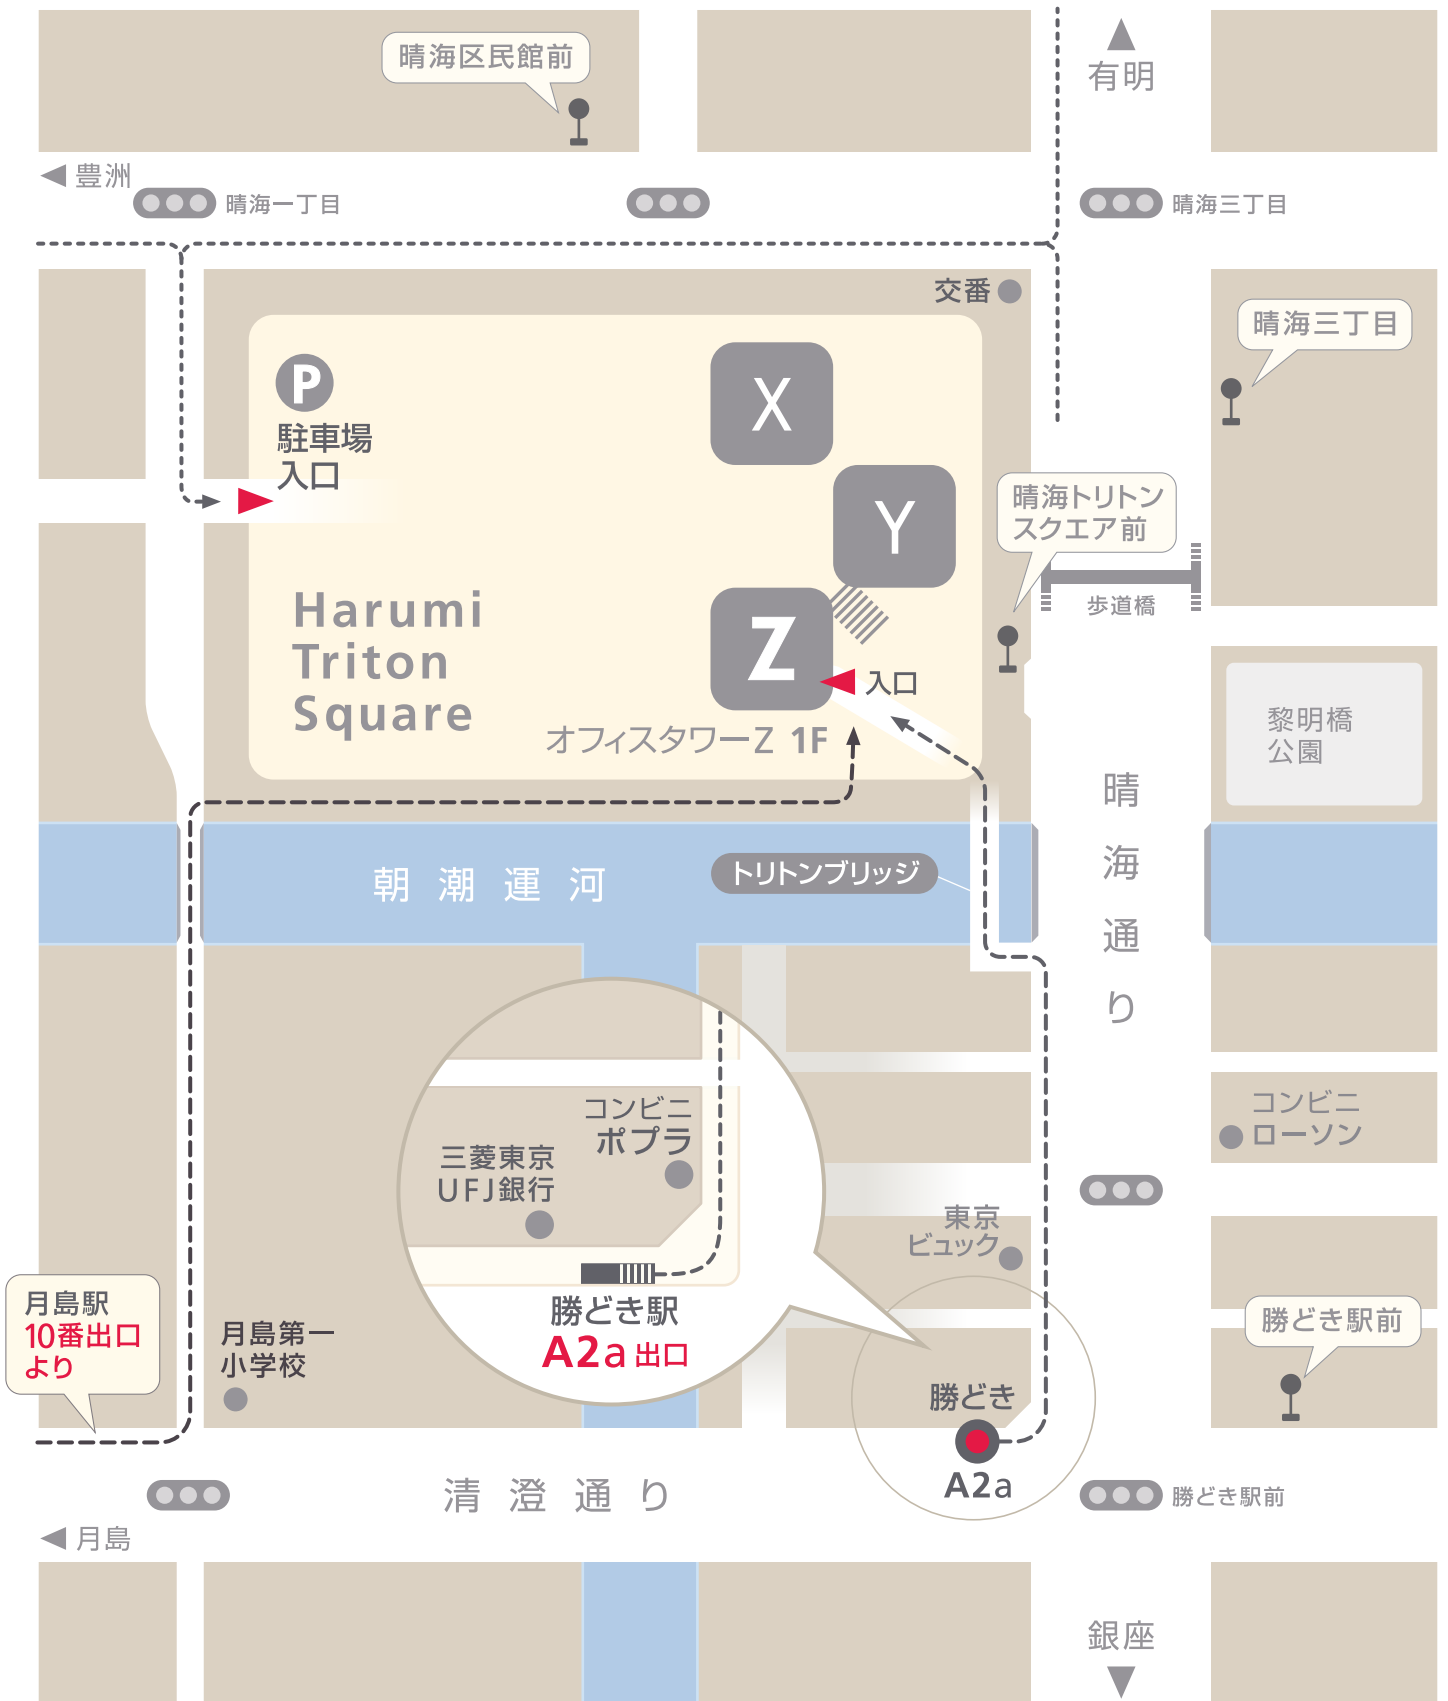 晴海区民館前
有明
豊洲
晴海一丁目
晴海三丁目
交番
晴海三丁目
P
駐車場
入口
X
Y
Z
晴海トリトン
スクエア前
歩道橋
Harumi
Triton
Square
入口
オフィスタワーZ 1F
黎明橋
公園
晴海通り
朝潮運河
トリトンブリッジ
コンビニ
ポプラ
三菱東京
UFJ銀行
勝どき駅
A2a 出口
コンビニ
ローソン
東京
ビュック
月島駅
10番出口
より
月島第一
小学校
勝どき駅前
勝どき
A2a
清澄通り
勝どき駅前
月島
銀座